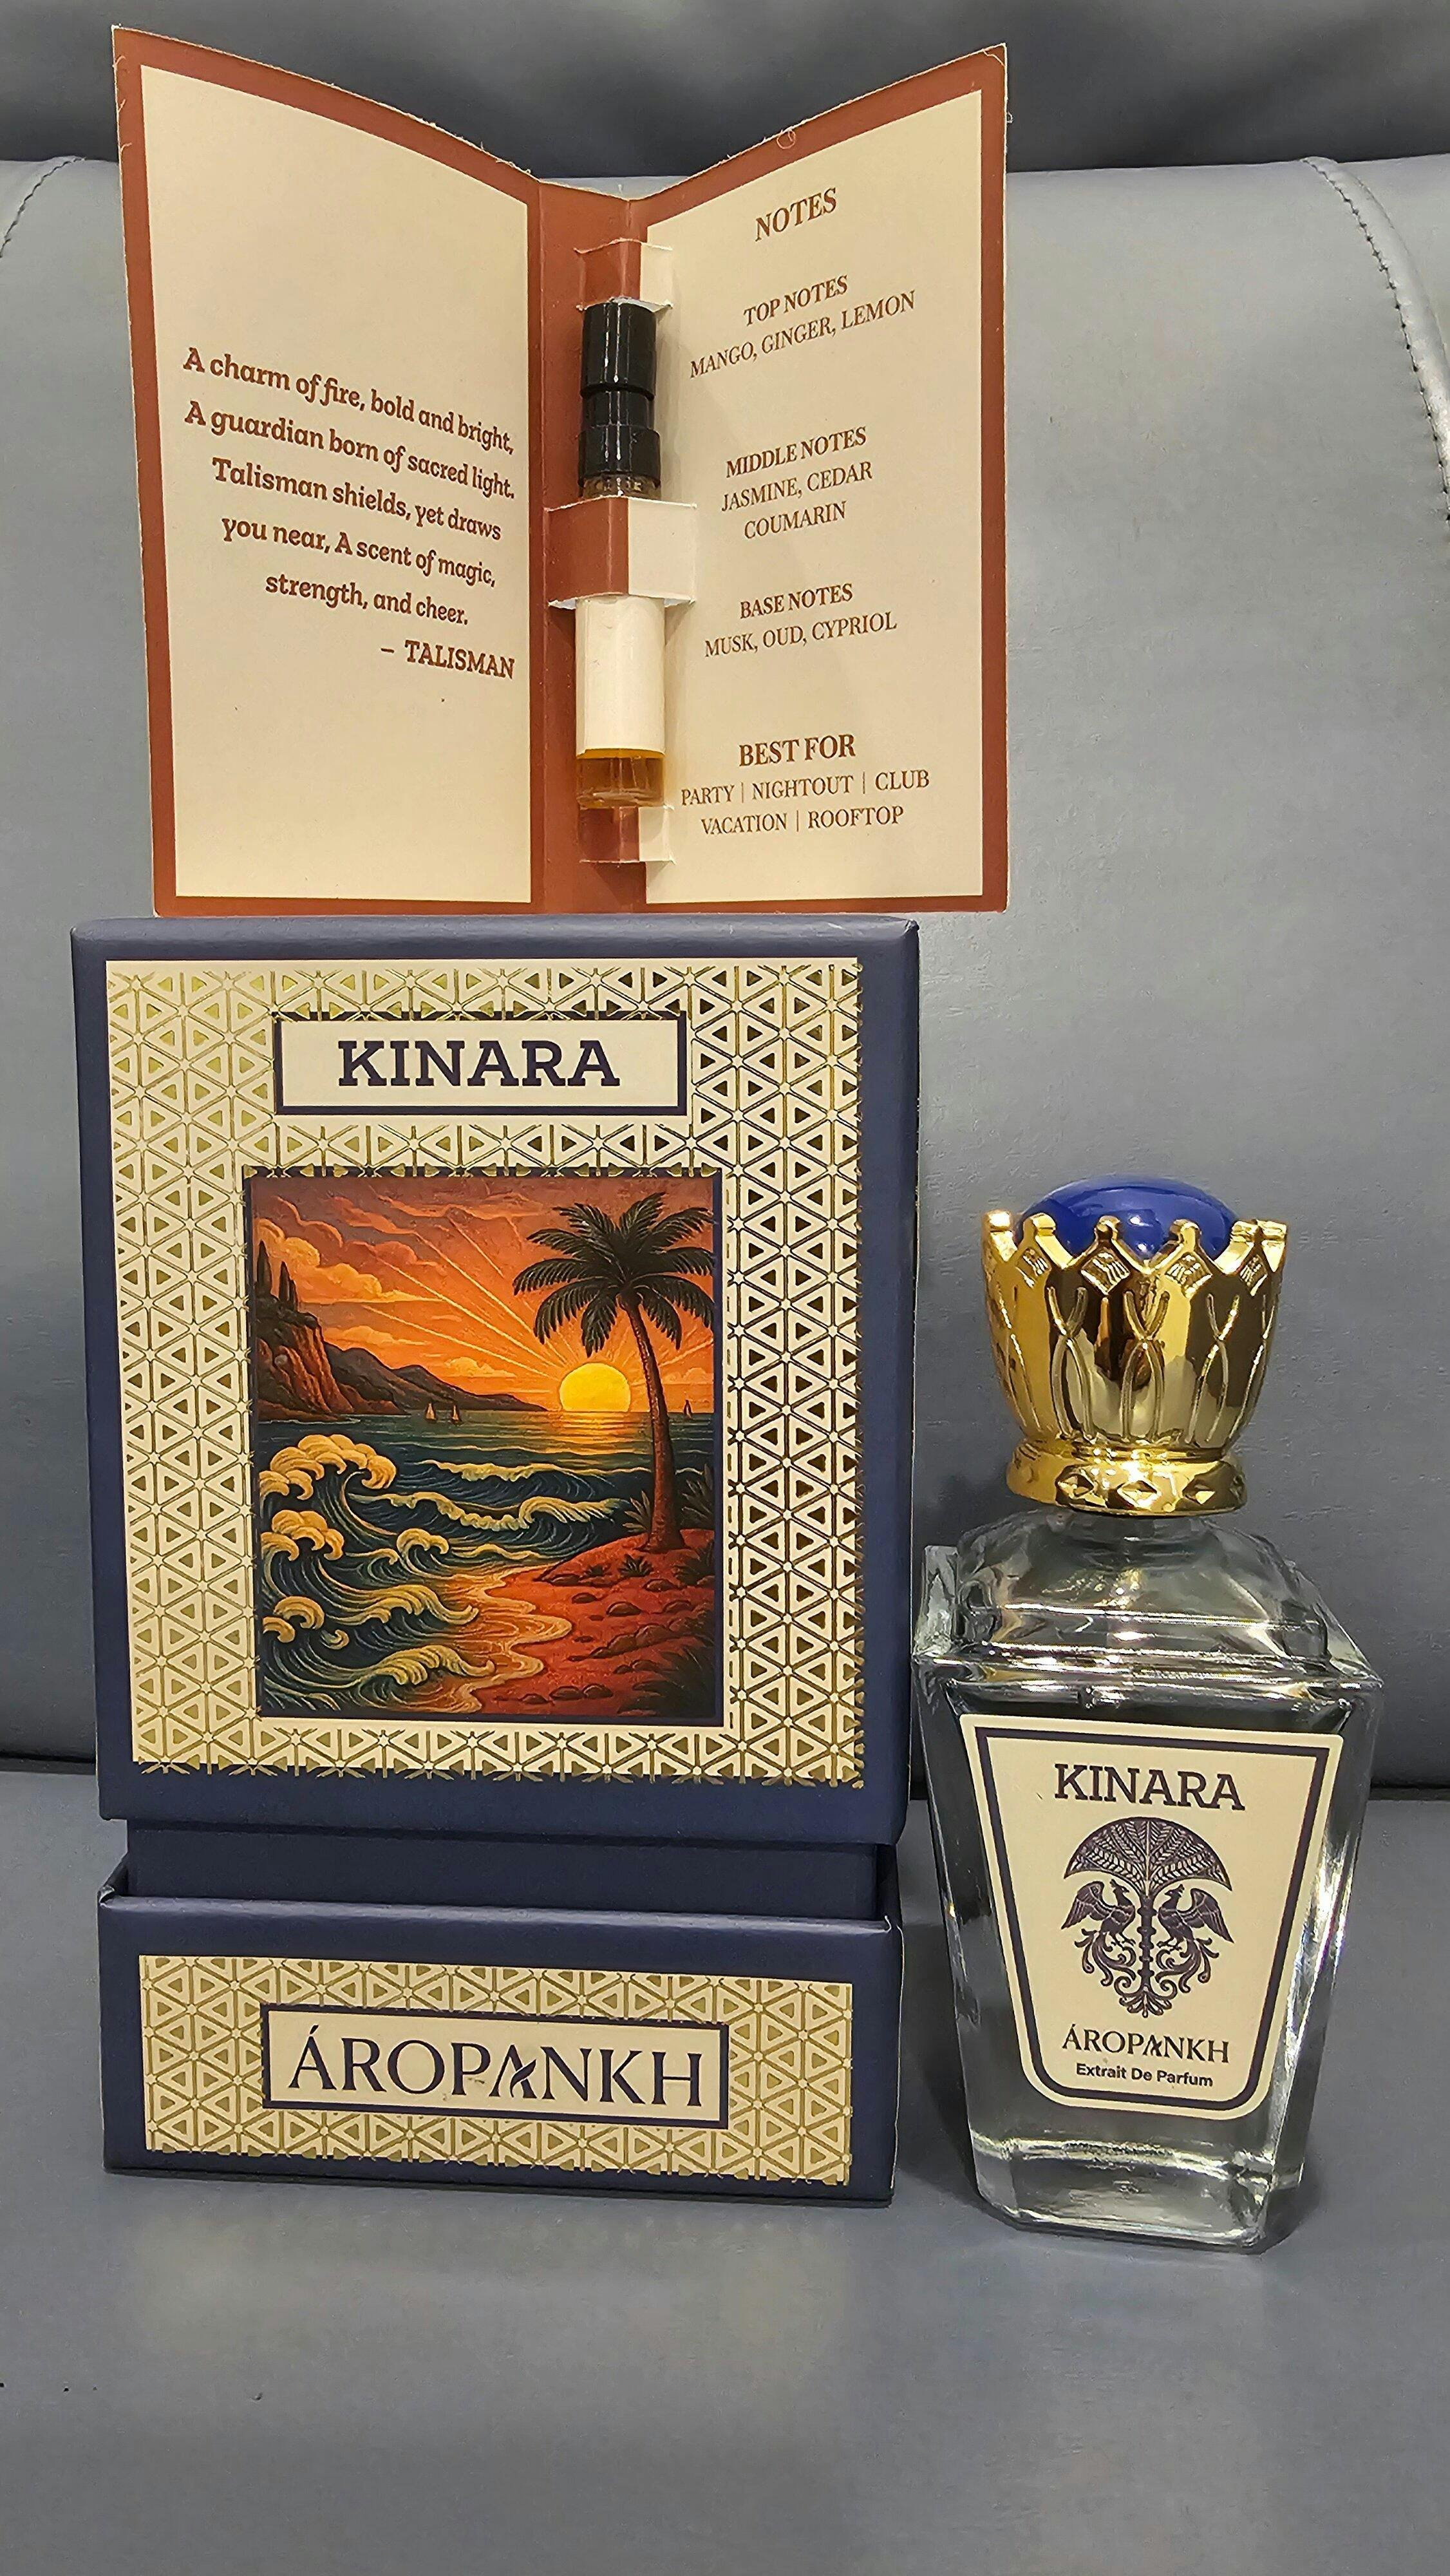 A charm of fire, bold and bright,
A guardian born of sacred light.
Talisman shields, yet draws
you near, A scent of magic,
strength, and cheer.
– TALISMAN
NOTES
TOP NOTES
MANGO, GINGER, LEMON
MIDDLE NOTES
JASMINE, CEDAR
COUMARIN
BASE NOTES
MUSK, OUD, CYPRIOL
BEST FOR
PARTY | NIGHTOUT | CLUB
VACATION | ROOFTOP
KINARA
ÁROPANKH
KINARA
ÁROPANKH
Extrait De Parfum